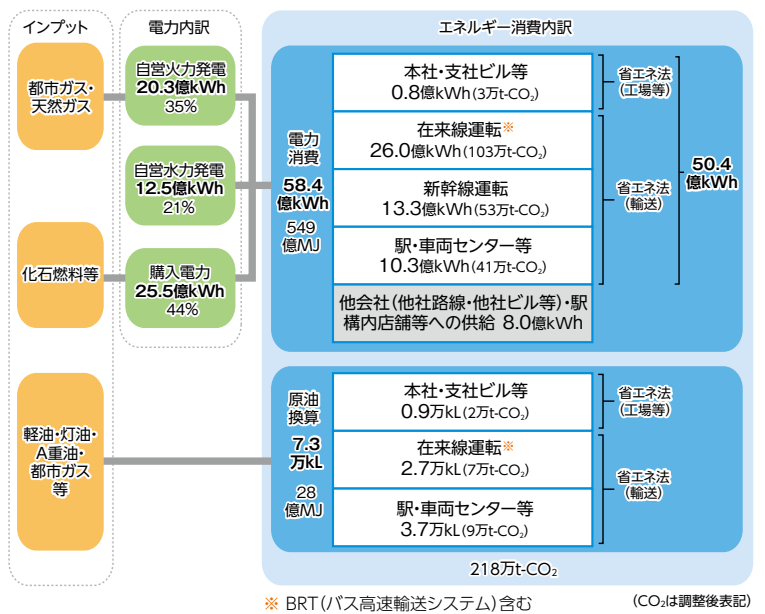 インプット
電力内訳
エネルギー消費内訳
都市ガス・
天然ガス
自営火力発電
20.3億kWh
35%
自営水力発電
12.5億kWh
21%
化石燃料等
購入電力
25.5億kWh
44%
電力
消費
58.4
億kWh
549
億MJ
本社・支社ビル等
0.8億kWh(3万t-CO₂)
在来線運転※
26.0億kWh(103万t-CO₂)
新幹線運転
13.3億kWh(53万t-CO₂)
駅・車両センター等
10.3億kWh(41万t-CO₂)
他会社(他社路線・他社ビル等)・駅
構内店舗等への供給 8.0億kWh
省エネ法
(工場等)
省エネ法
(輸送)
50.4
億kWh
軽油・灯油・
A重油・
都市ガス
等
原油
換算
7.3
万kL
28
億MJ
本社・支社ビル等
0.9万kL(2万t-CO₂)
在来線運転※
2.7万kL(7万t-CO₂)
駅・車両センター等
3.7万kL(9万t-CO₂)
省エネ法
(工場等)
省エネ法
(輸送)
218万t-CO₂
※ BRT(バス高速輸送システム)含む
(CO₂は調整後表記)